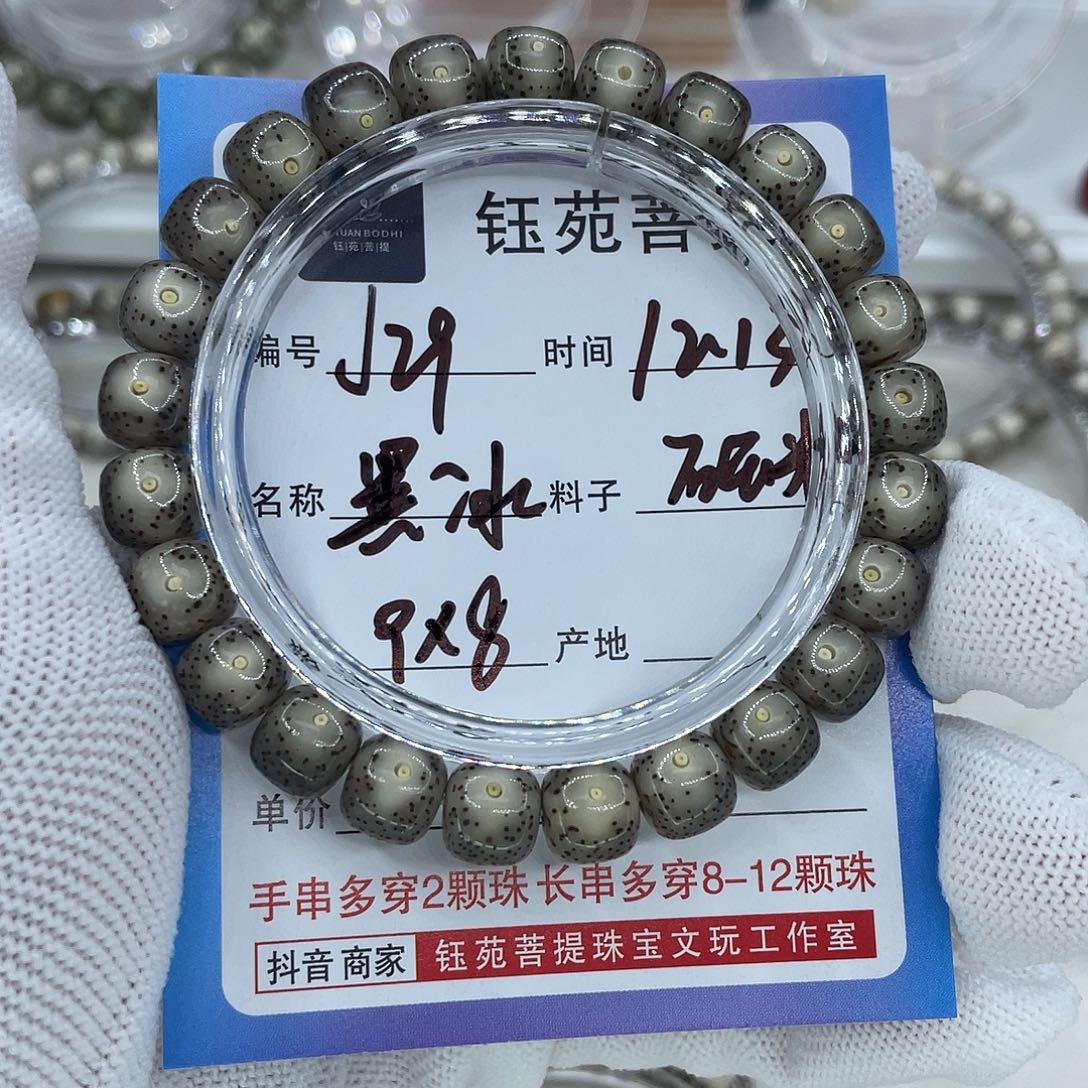 YUAN BODHI
钰|苑|菩|提
钰苑菩
编号 J29 时间 12.15
名称 黑冰 料子
9x8 产地
单价
手串多穿2颗珠 长串多穿8-12颗珠
抖音商家 钰苑菩提珠宝文玩工作室